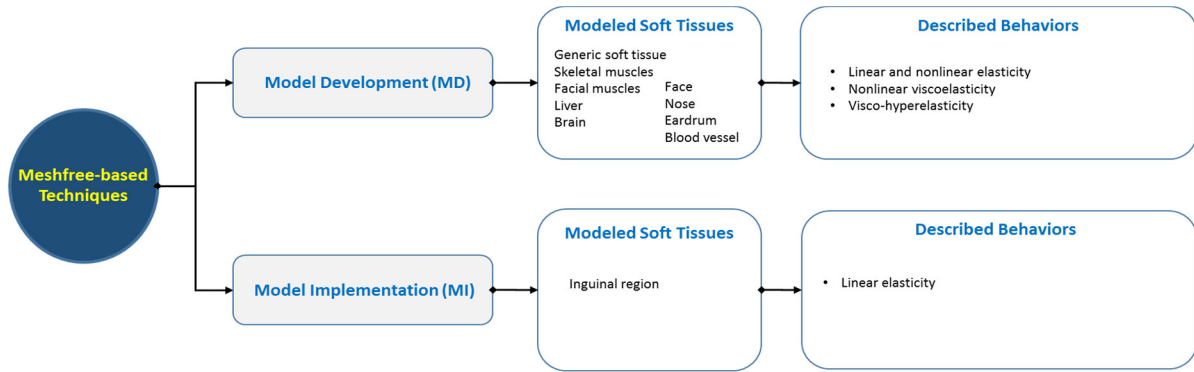 Meshfree-based
Techniques
Model Development (MD)
Modeled Soft Tissues
Generic soft tissue
Skeletal muscles
Facial muscles
Liver
Brain
Face
Nose
Eardrum
Blood vessel
Described Behaviors
• Linear and nonlinear elasticity
• Nonlinear viscoelasticity
• Visco-hyperelasticity
Model Implementation (MI)
Modeled Soft Tissues
Inguinal region
Described Behaviors
• Linear elasticity